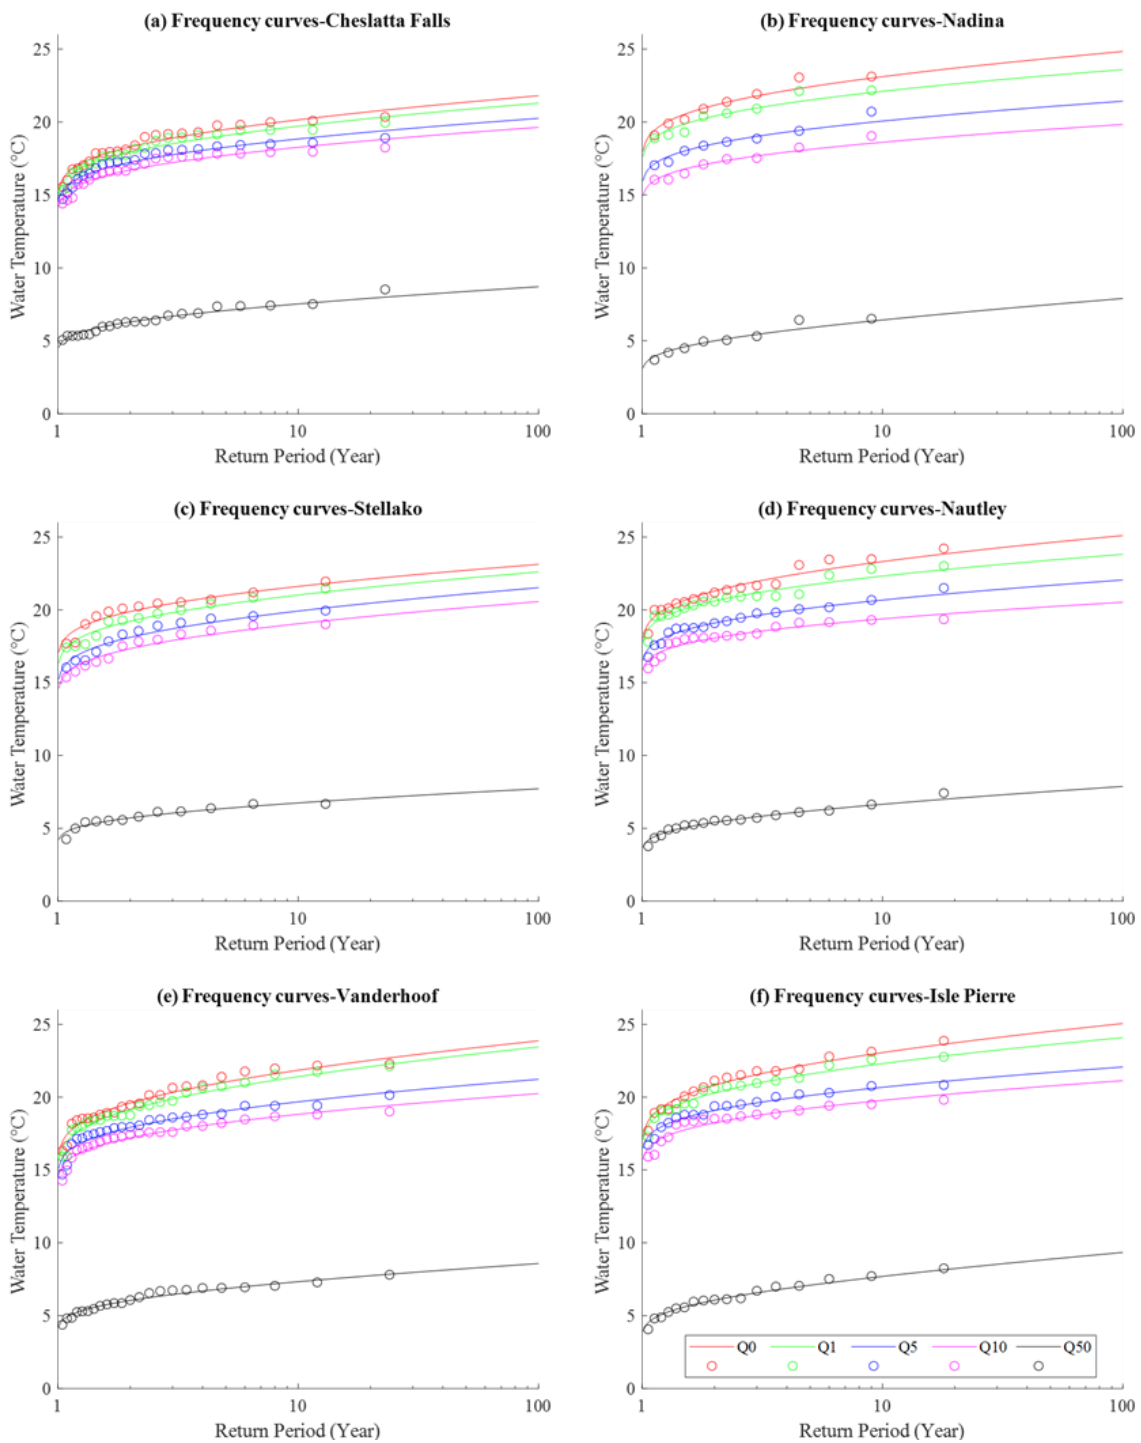 (a) Frequency curves-Cheslatta Falls
25
20
15
10
5
0
Water Temperature (°C)
1
10
100
Return Period (Year)
(b) Frequency curves-Nadina
25
20
15
10
5
0
Water Temperature (°C)
1
10
100
Return Period (Year)
(c) Frequency curves-Stellako
25
20
15
10
5
0
Water Temperature (°C)
1
10
100
Return Period (Year)
(d) Frequency curves-Nautley
25
20
15
10
5
0
Water Temperature (°C)
1
10
100
Return Period (Year)
(e) Frequency curves-Vanderhoof
25
20
15
10
5
0
Water Temperature (°C)
1
10
100
Return Period (Year)
(f) Frequency curves-Isle Pierre
25
20
15
10
5
0
Water Temperature (°C)
Q0 Q1 Q5 Q10 Q50
1
10
100
Return Period (Year)